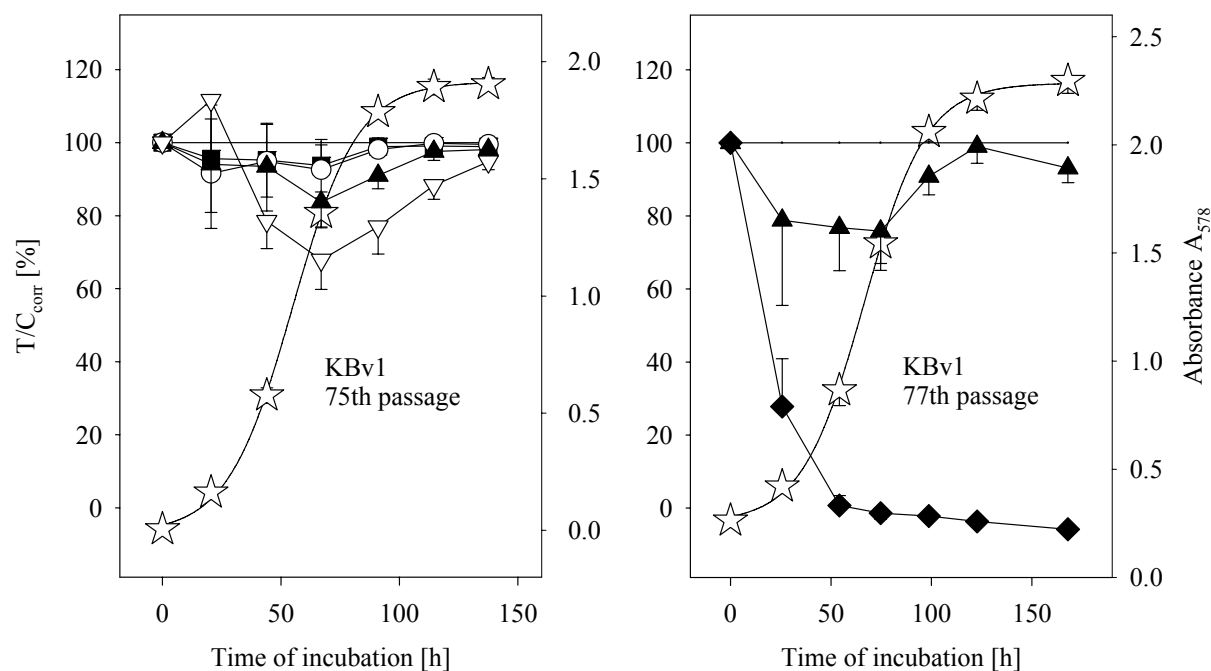 T/C_corr [%]
120
100
80
60
40
20
0
2.0
1.5
1.0
0.5
0.0
KBv1
75th passage
0 50 100 150
Time of incubation [h]
120
100
80
60
40
20
0
2.5
2.0
1.5
1.0
0.5
0.0
Absorbance A_578
KBv1
77th passage
0 50 100 150
Time of incubation [h]